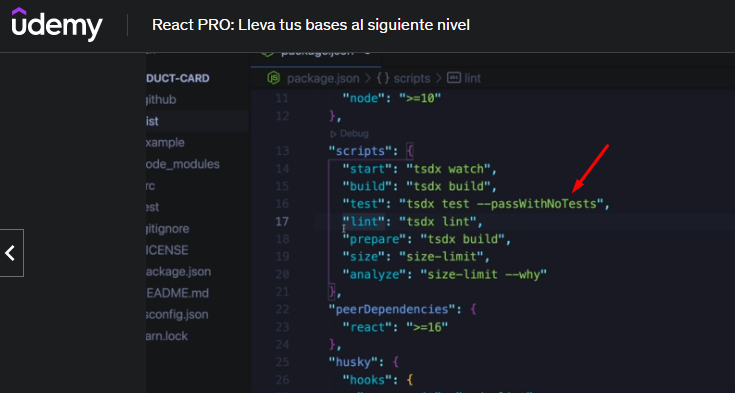 udemy
React PRO: Lleva tus bases al siguiente nivel
package.json
DUCT-CARD
package.json > { } scripts > lint
github
ist
xample
ode_modules
rc
est
gitignore
ICENSE
ackage.json
EADME.md
sconfig.json
arn.lock
11 "node": ">=10"
12 },
Debug
13 "scripts": {
14 "start": "tsdx watch",
15 "build": "tsdx build",
16 "test": "tsdx test --passWithNoTests",
17 "lint": "tsdx lint",
18 "prepare": "tsdx build",
19 "size": "size-limit",
20 "analyze": "size-limit --why"
21 },
22 "peerDependencies": {
23 "react": ">=16"
24 },
25 "husky": {
26 "hooks": {